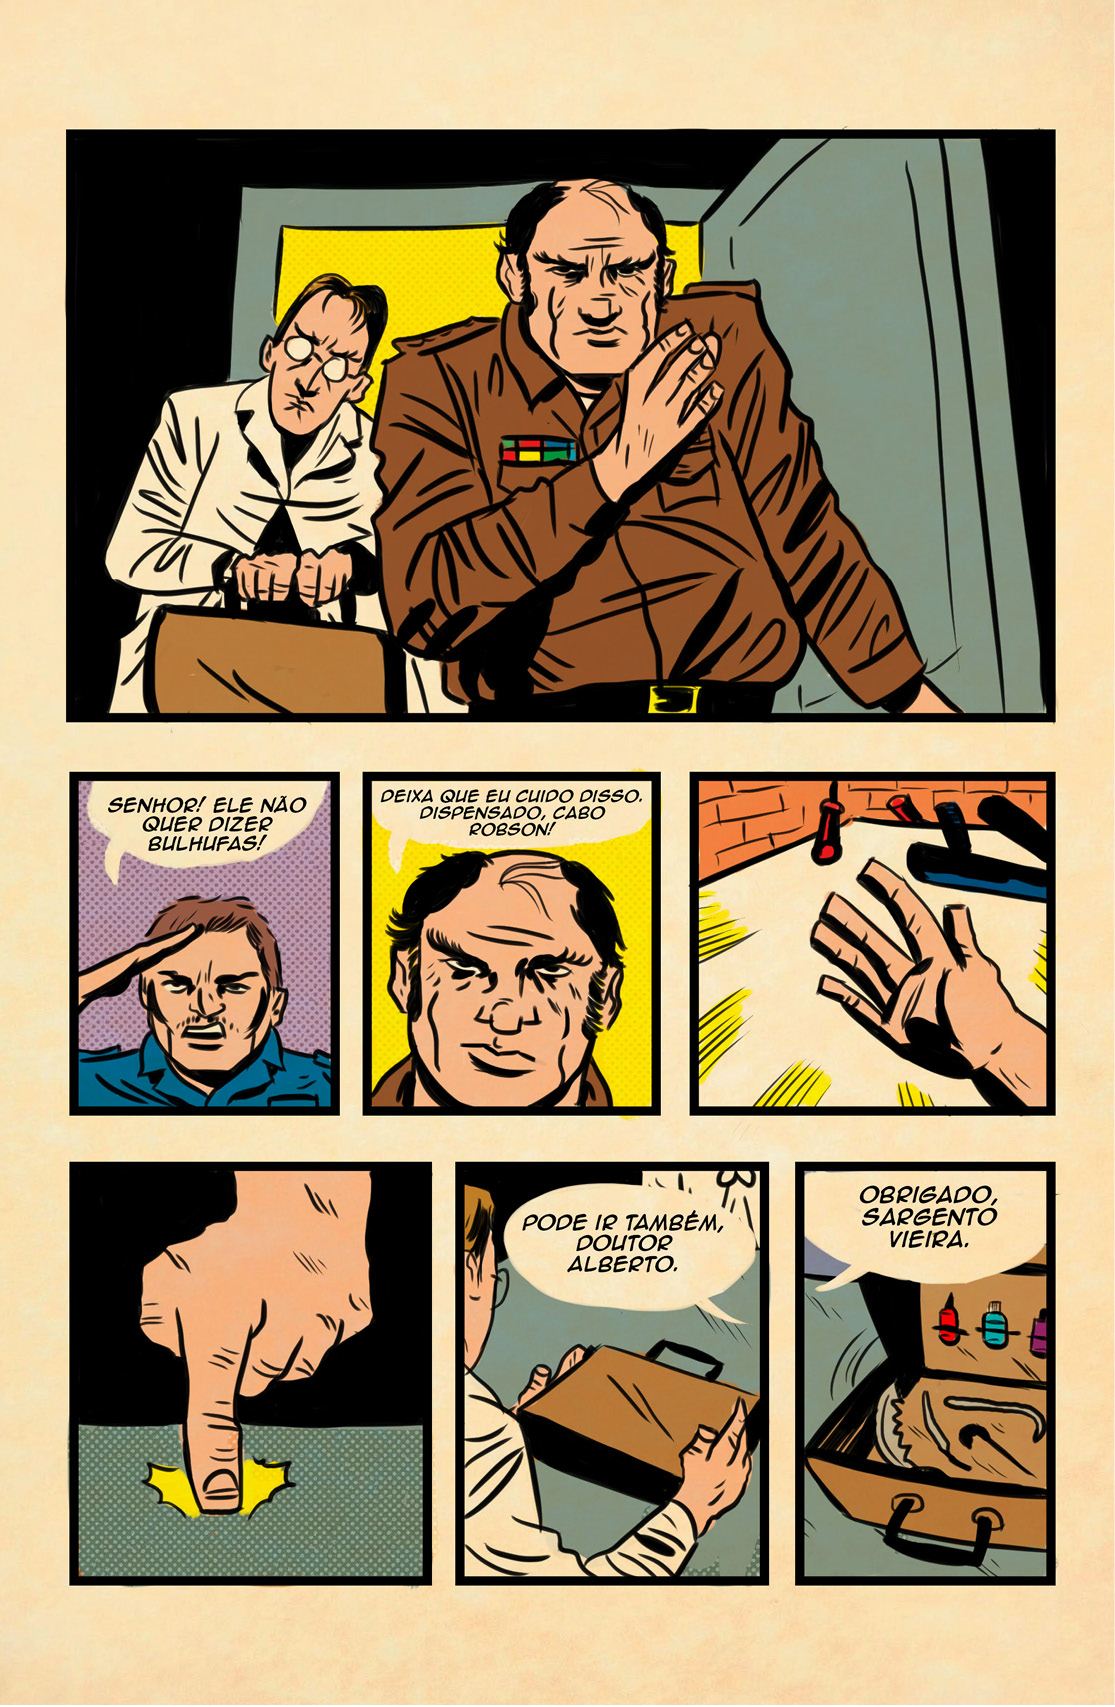 SENHOR! ELE NÃO
QUER DIZER
BULHUFAS!
DEIXA QUE EU CUIDO DISSO.
DISPENSADO, CABO
ROBSON!
PODE IR TAMBÉM,
DOUTOR
ALBERTO.
OBRIGADO,
SARGENTO
VIEIRA.